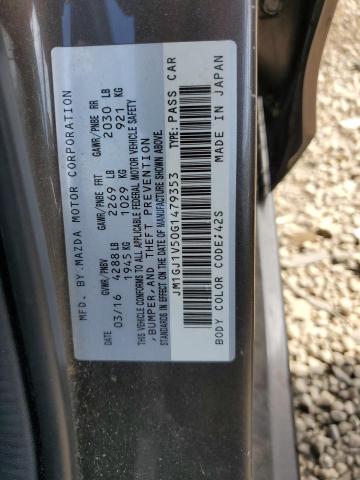 MFD. BY.MAZDA MOTOR CORPORATION
DATE GVWR/PNBV GAWR/PNBE FRT GAWR/PNBE RR
03/16 4288 LB 2269 LB 2030 LB
1945 KG 1029 KG 921 KG
THIS VEHICLE CONFORMS TO ALL APPLICABLE FEDERAL MOTOR VEHICLE SAFETY
,BUMPER,AND THEFT PREVENTION
STANDARDS IN EFFECT ON THE DATE OF MANUFACTURE SHOWN ABOVE.
JM1GJ1V50G1479353 TYPE: PASS CAR
BODY COLOR CODE;42S MADE IN JAPAN